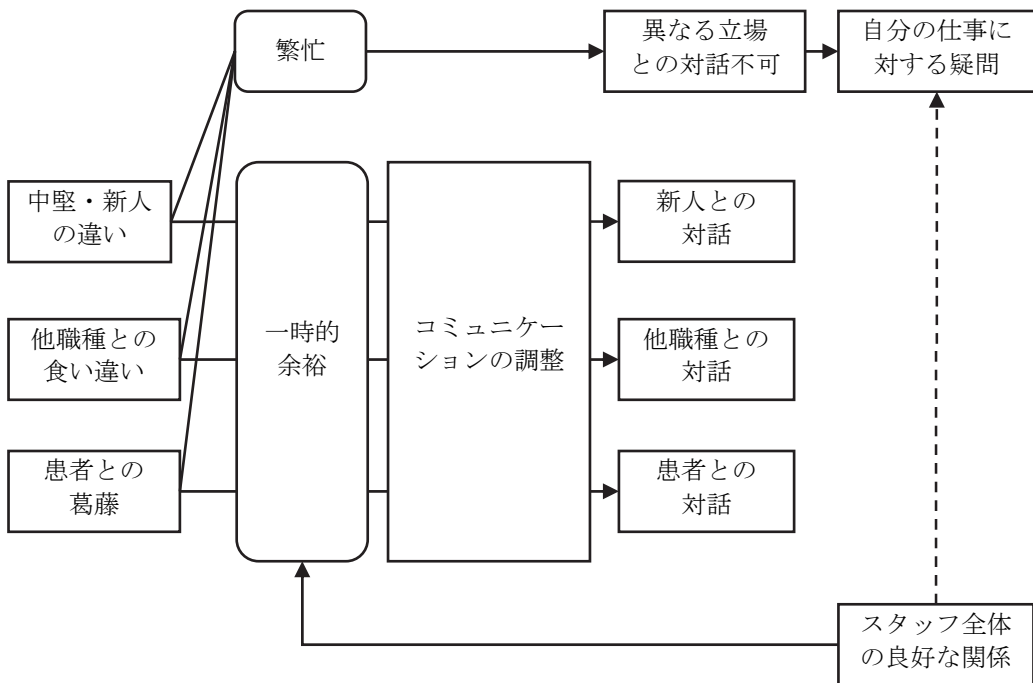 繁忙
異なる立場
との対話不可
自分の仕事に
対する疑問
中堅・新人
の違い
他職種との
食い違い
患者との
葛藤
一時的
余裕
コミュニケー
ションの調整
新人との
対話
他職種との
対話
患者との
対話
スタッフ全体
の良好な関係